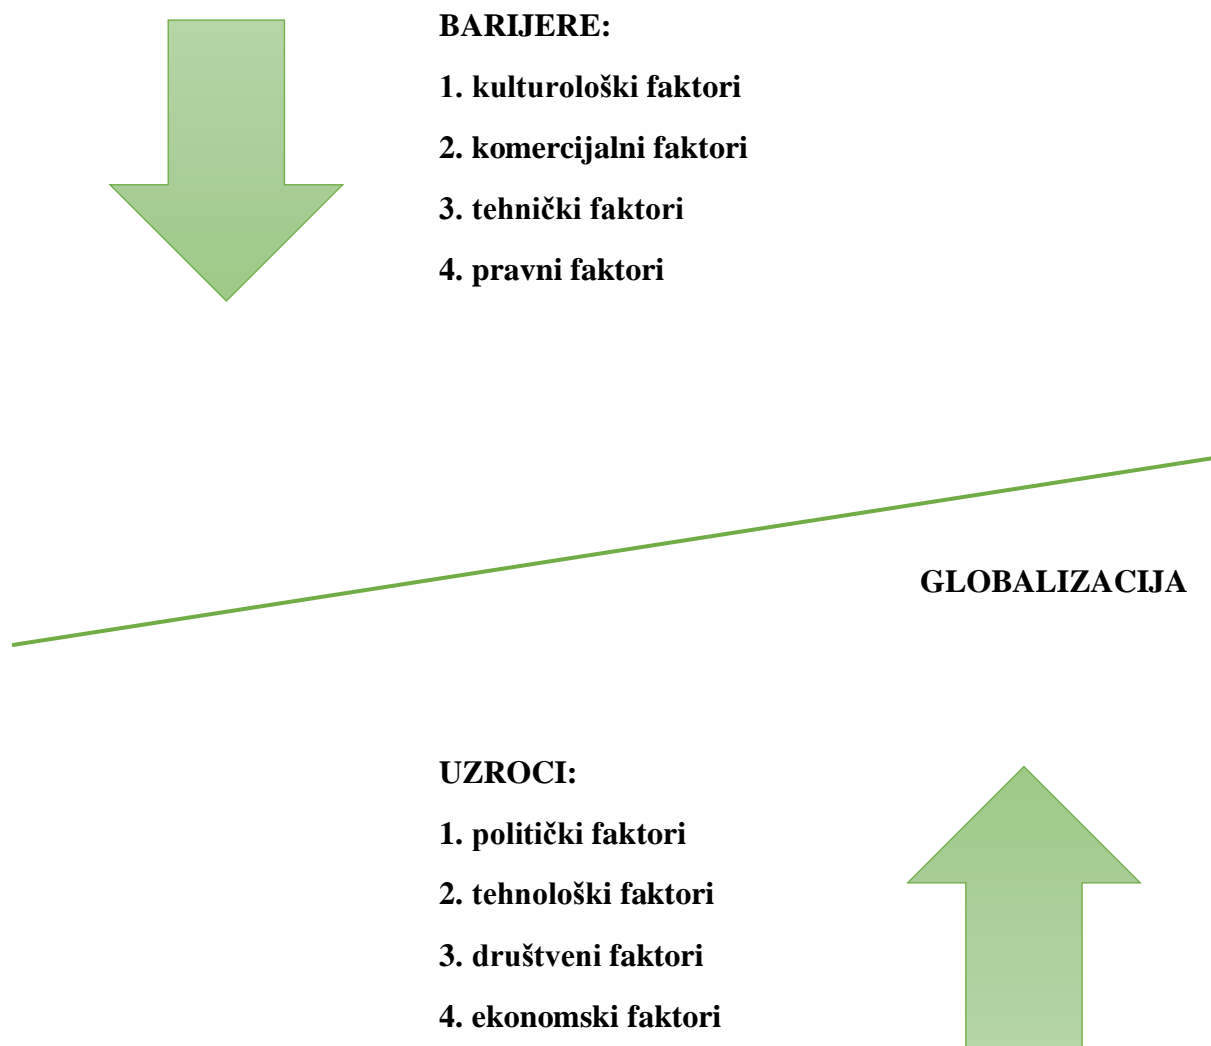 BARIJERE:
1. kulturološki faktori
2. komercijalni faktori
3. tehnički faktori
4. pravni faktori
GLOBALIZACIJA
UZROCI:
1. politički faktori
2. tehnološki faktori
3. društveni faktori
4. ekonomski faktori